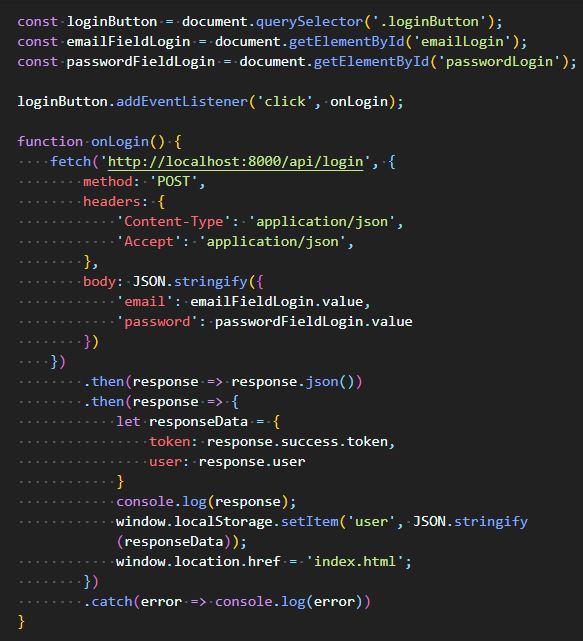 const loginButton = document.querySelector('.loginButton');
const emailFieldLogin = document.getElementById('emailLogin');
const passwordFieldLogin = document.getElementById('passwordLogin');

loginButton.addEventListener('click', onLogin);

function onLogin() {
    fetch('http://localhost:8000/api/login', {
        method: 'POST',
        headers: {
            'Content-Type': 'application/json',
            'Accept': 'application/json',
        },
        body: JSON.stringify({
            'email': emailFieldLogin.value,
            'password': passwordFieldLogin.value
        })
    })
        .then(response => response.json())
        .then(response => {
            let responseData = {
                token: response.success.token,
                user: response.user
            }
            console.log(response);
            window.localStorage.setItem('user', JSON.stringify
            (responseData));
            window.location.href = 'index.html';
        })
        .catch(error => console.log(error))
}